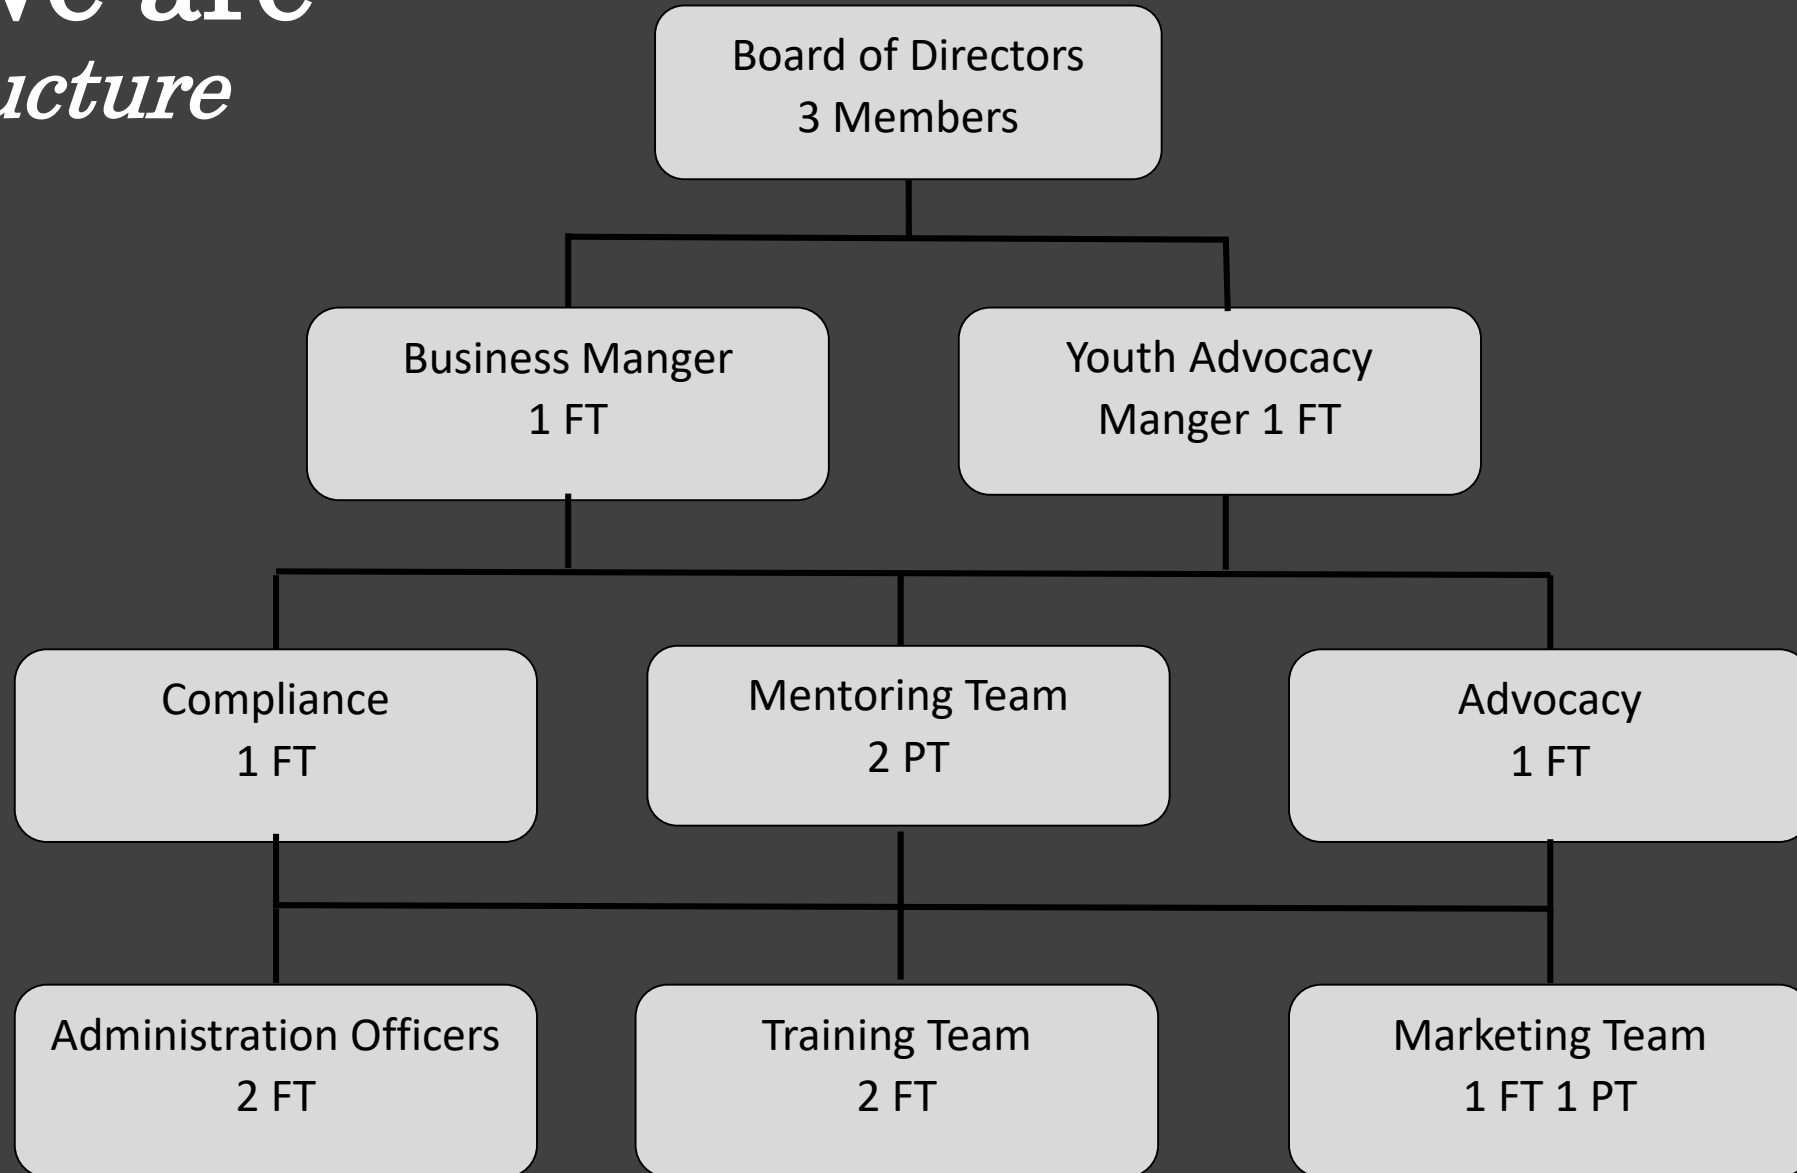 are
Board of Directors
3 Members
Business Manger
1 FT
Youth Advocacy
Manger 1 FT
Compliance
1 FT
Mentoring Team
2 PT
Advocacy
1 FT
Administration Officers
2 FT
Training Team
2 FT
Marketing Team
1 FT 1 PT